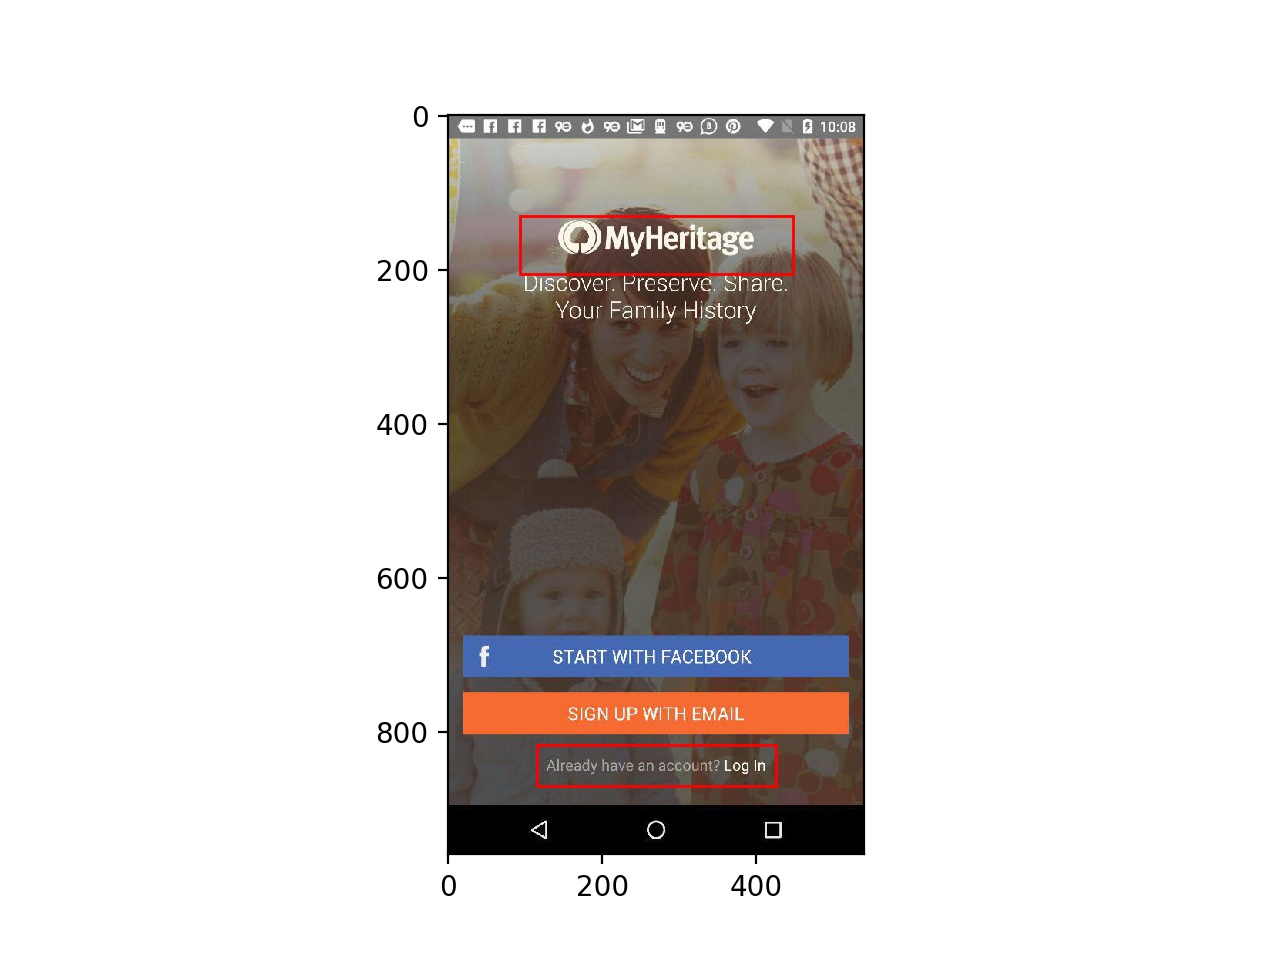 10:08
MyHeritage
Discover. Preserve. Share.
Your Family History
f START WITH FACEBOOK
SIGN UP WITH EMAIL
Already have an account? Log In
0
200
400
600
800
0 200 400